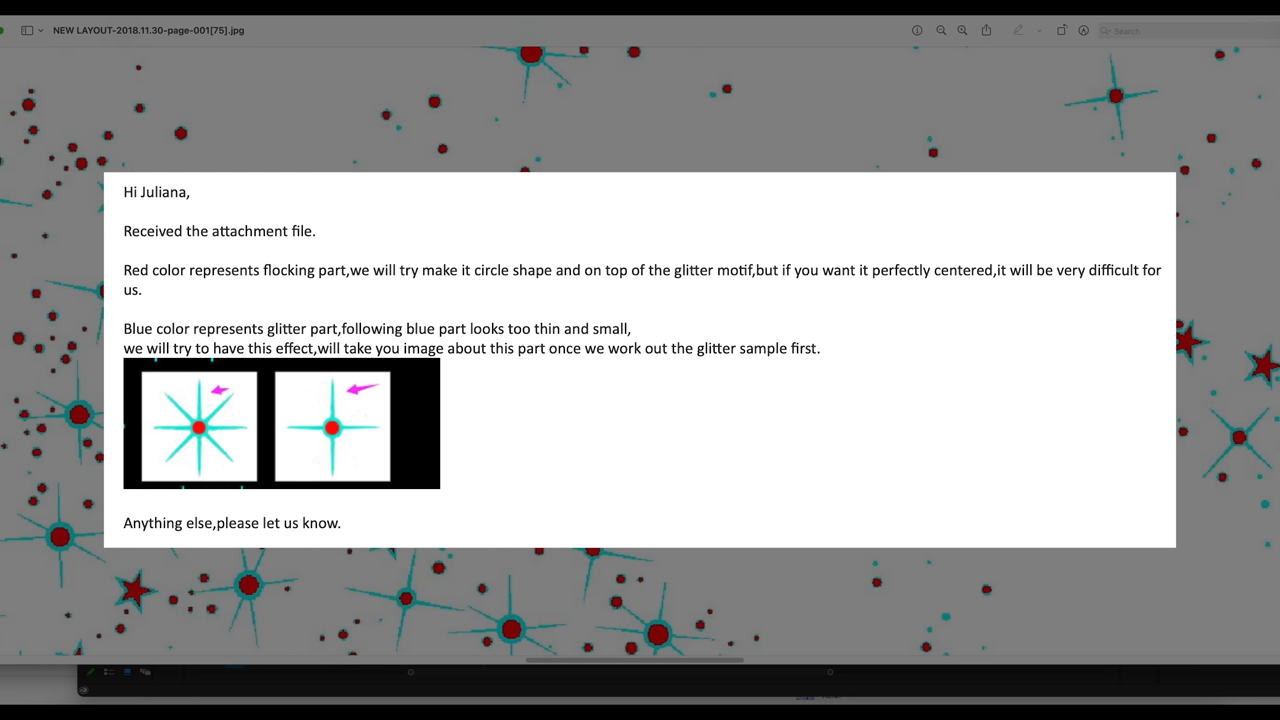 NEW LAYOUT-2018.11.30-page-001[75].jpg
Search
Hi Juliana,
Received the attachment file.
Red color represents flocking part,we will try make it circle shape and on top of the glitter motif,but if you want it perfectly centered,it will be very difficult for
us.
Blue color represents glitter part,following blue part looks too thin and small,
we will try to have this effect,will take you image about this part once we work out the glitter sample first.
Anything else,please let us know.